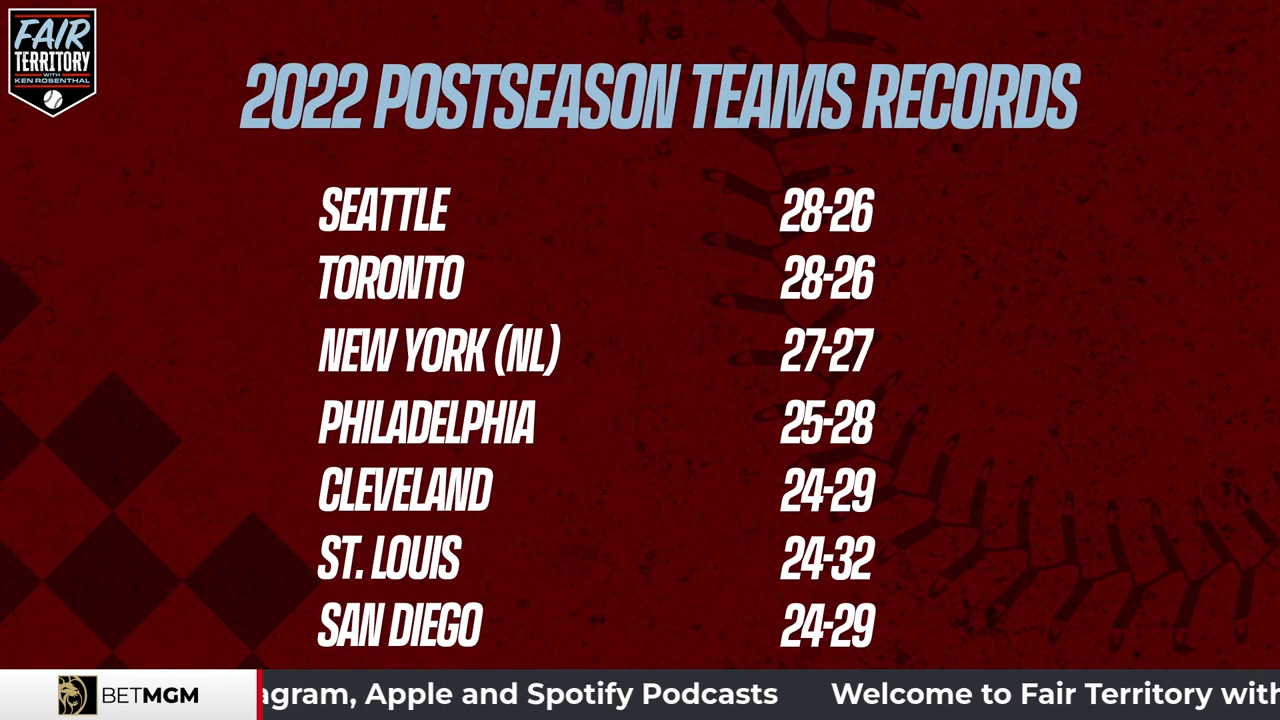 FAIR
TERRITORY
WITH
KEN ROSENTHAL
2022 POSTSEASON TEAMS RECORDS
SEATTLE 28-26
TORONTO 28-26
NEW YORK (NL) 27-27
PHILADELPHIA 25-28
CLEVELAND 24-29
ST. LOUIS 24-32
SAN DIEGO 24-29
BETMGM
agram, Apple and Spotify Podcasts Welcome to Fair Territory with